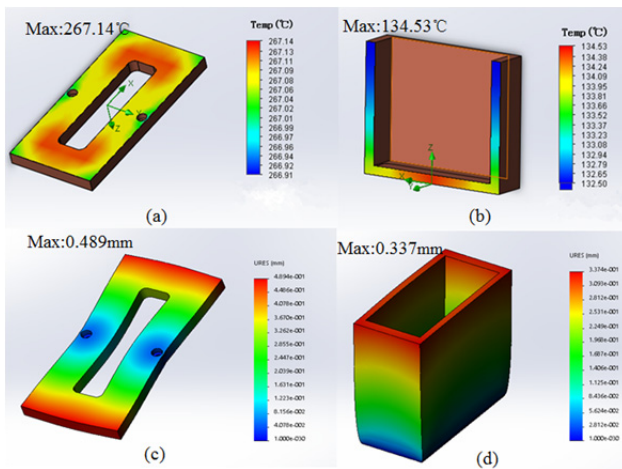 Max:267.14℃
Temp (℃)
267.14
267.13
267.11
267.09
267.08
267.06
267.04
267.02
267.01
266.99
266.97
266.96
266.94
266.92
266.91
X
Y
Z
(a)
Max:134.53℃
Temp (℃)
134.53
134.38
134.24
134.09
133.95
133.81
133.66
133.52
133.37
133.23
133.08
132.94
132.79
132.65
132.50
Z
(b)
Max:0.489mm
URES (mm)
4.894e-001
4.486e-001
4.078e-001
3.670e-001
3.262e-001
2.855e-001
2.447e-001
2.039e-001
1.631e-001
1.223e-001
8.156e-002
4.078e-002
1.000e-030
(c)
Max:0.337mm
URES (mm)
3.374e-001
3.093e-001
2.812e-001
2.531e-001
2.249e-001
1.968e-001
1.687e-001
1.406e-001
1.125e-001
8.436e-002
5.624e-002
2.812e-002
1.000e-030
(d)